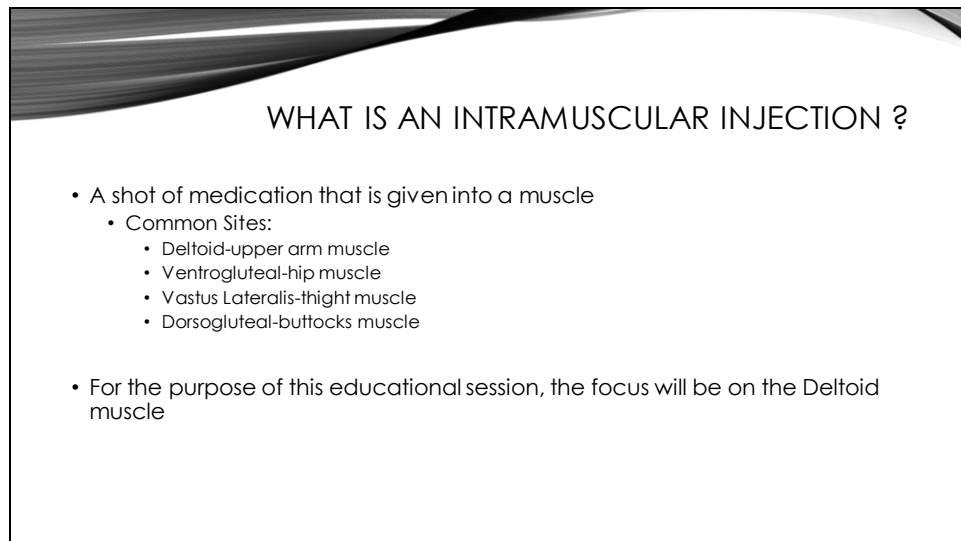 WHAT IS AN INTRAMUSCULAR INJECTION ?
• A shot of medication that is given into a muscle
• Common Sites:
• Deltoid-upper arm muscle
• Ventrogluteal-hip muscle
• Vastus Lateralis-thight muscle
• Dorsogluteal-buttocks muscle
• For the purpose of this educational session, the focus will be on the Deltoid
muscle